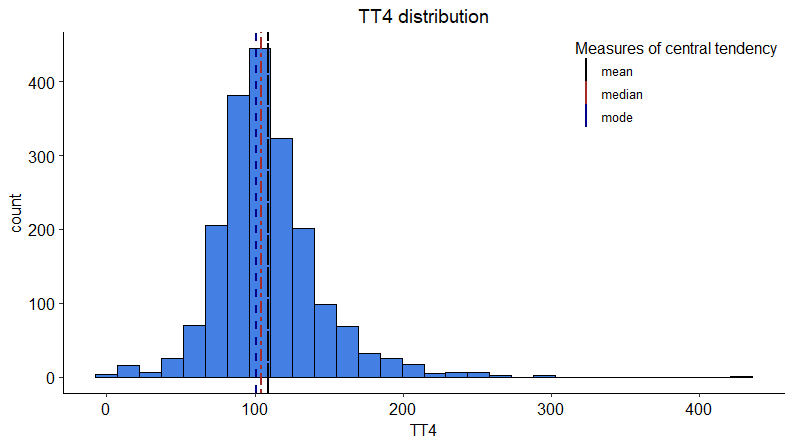 TT4 distribution
Measures of central tendency
mean
median
mode
count
400
300
200
100
0
0 100 200 300 400
TT4